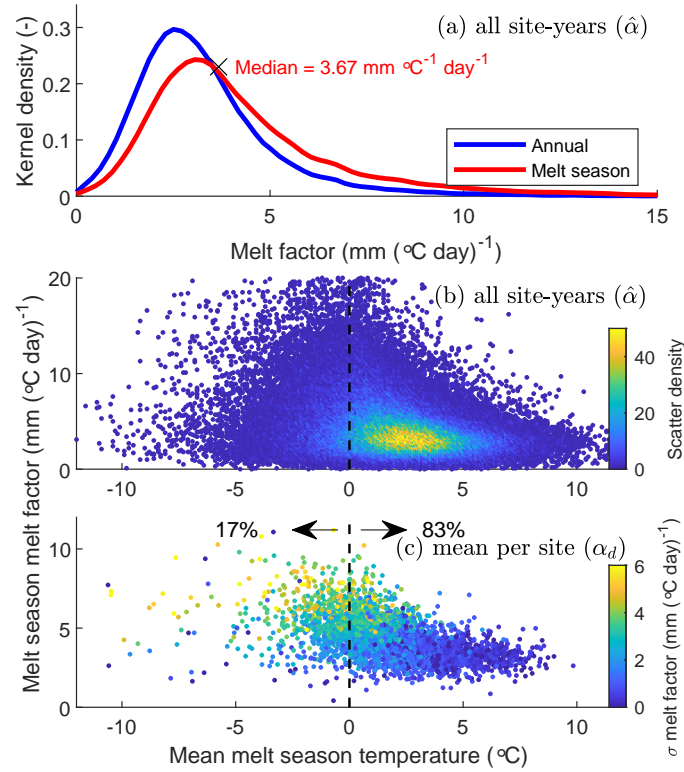 (a) all site-years (α̂)
Kernel density (-)
0.3
0.2
0.1
0
Median = 3.67 mm °C⁻¹ day⁻¹
Annual
Melt season
0 5 10 15
Melt factor (mm (°C day)⁻¹
(b) all site-years (α̂)
20
10
0
-10 -5 0 5 10
40
20
0
Scatter density
Melt season melt factor (mm (°C day)⁻¹)
17% 83%
(c) mean per site (α_d)
10
5
0
-10 -5 0 5 10
6
4
2
0
σ melt factor (mm (°C day)⁻¹
Mean melt season temperature (°C)